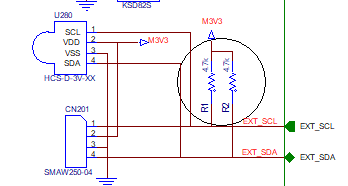 KSD82S
U280
SCL 1
VDD 2
VSS 3
SDA 4
HCS-D-3V-XX
M3V3
M3V3
4.7k
4.7k
R1
R2
CN201
1
2
3
4
SMAW250-04
EXT_SCL
EXT_SCL
EXT_SDA
EXT_SDA